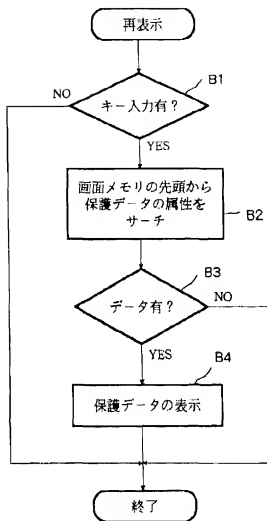 再表示
B1
NO
キー入力有?
YES
画面メモリの先頭から
保護データの属性を
サーチ
B2
B3
データ有?
NO
YES
B4
保護データの表示
終了